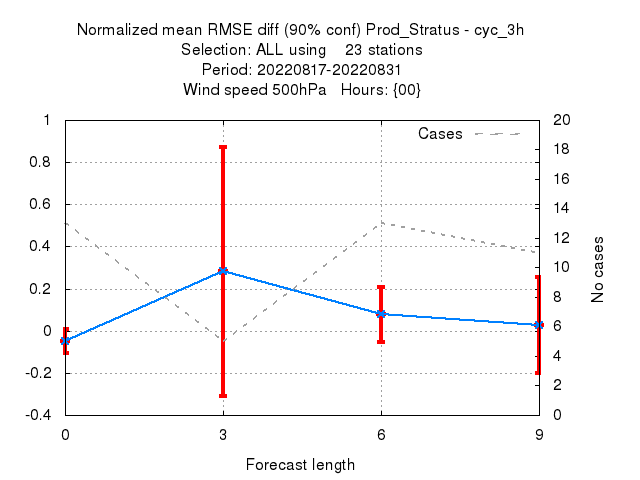 Normalized mean RMSE diff (90% conf) Prod_Stratus - cyc_3h
Selection: ALL using 23 stations
Period: 20220817-20220831
Wind speed 500hPa Hours: {00}
Cases
1
0.8
0.6
0.4
0.2
0
-0.2
-0.4
20
18
16
14
12
10
8
6
4
2
0
No cases
0 3 6 9
Forecast length